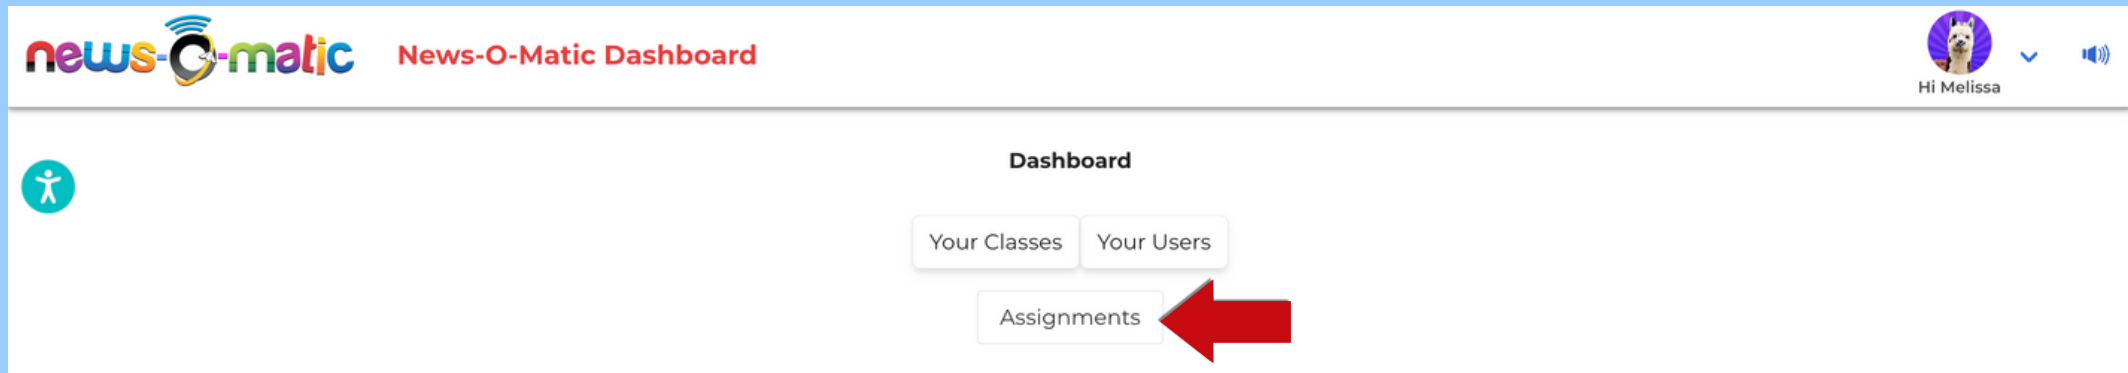 news-O-matic
News-O-Matic Dashboard
Hi Melissa
Dashboard
Your Classes
Your Users
Assignments